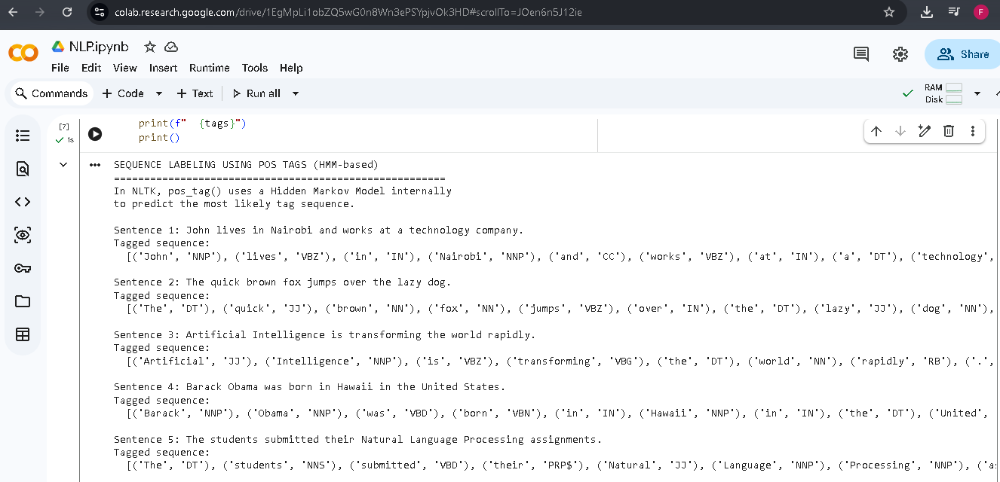 colab.research.google.com/drive/1EgMpLi1obZQ5wG0n8Wn3ePSYpjvOk3HD#scrollTo=JOen6n5J12ie
F
CO
NLP.ipynb
File Edit View Insert Runtime Tools Help
Share
Commands + Code + Text Run all
RAM
Disk
[7]
1s
print(f"  {tags}")
print()
SEQUENCE LABELING USING POS TAGS (HMM-based)
=======================================================
In NLTK, pos_tag() uses a Hidden Markov Model internally
to predict the most likely tag sequence.
Sentence 1: John lives in Nairobi and works at a technology company.
Tagged sequence:
[('John', 'NNP'), ('lives', 'VBZ'), ('in', 'IN'), ('Nairobi', 'NNP'), ('and', 'CC'), ('works', 'VBZ'), ('at', 'IN'), ('a', 'DT'), ('technology',
Sentence 2: The quick brown fox jumps over the lazy dog.
Tagged sequence:
[('The', 'DT'), ('quick', 'JJ'), ('brown', 'NN'), ('fox', 'NN'), ('jumps', 'VBZ'), ('over', 'IN'), ('the', 'DT'), ('lazy', 'JJ'), ('dog', 'NN'),
Sentence 3: Artificial Intelligence is transforming the world rapidly.
Tagged sequence:
[('Artificial', 'JJ'), ('Intelligence', 'NNP'), ('is', 'VBZ'), ('transforming', 'VBG'), ('the', 'DT'), ('world', 'NN'), ('rapidly', 'RB'), ('.',
Sentence 4: Barack Obama was born in Hawaii in the United States.
Tagged sequence:
[('Barack', 'NNP'), ('Obama', 'NNP'), ('was', 'VBD'), ('born', 'VBN'), ('in', 'IN'), ('Hawaii', 'NNP'), ('in', 'IN'), ('the', 'DT'), ('United',
Sentence 5: The students submitted their Natural Language Processing assignments.
Tagged sequence:
[('The', 'DT'), ('students', 'NNS'), ('submitted', 'VBD'), ('their', 'PRP$'), ('Natural', 'JJ'), ('Language', 'NNP'), ('Processing', 'NNP'), (